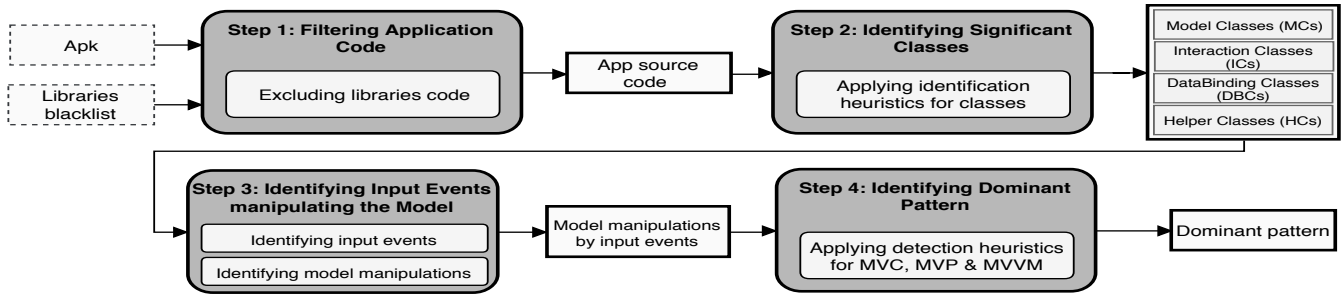 Apk
Libraries
blacklist
Step 1: Filtering Application
Code
Excluding libraries code
App source
code
Step 2: Identifying Significant
Classes
Applying identification
heuristics for classes
Model Classes (MCs)
Interaction Classes
(ICs)
DataBinding Classes
(DBCs)
Helper Classes (HCs)
Step 3: Identifying Input Events
manipulating the Model
Identifying input events
Identifying model manipulations
Model manipulations
by input events
Step 4: Identifying Dominant
Pattern
Applying detection heuristics
for MVC, MVP & MVVM
Dominant pattern